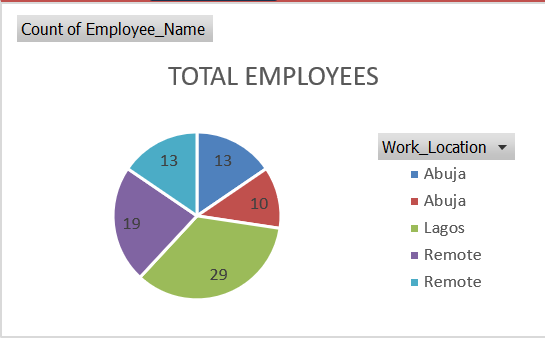 Count of Employee_Name
TOTAL EMPLOYEES
13
13
10
19
29
Work_Location
Abuja
Abuja
Lagos
Remote
Remote